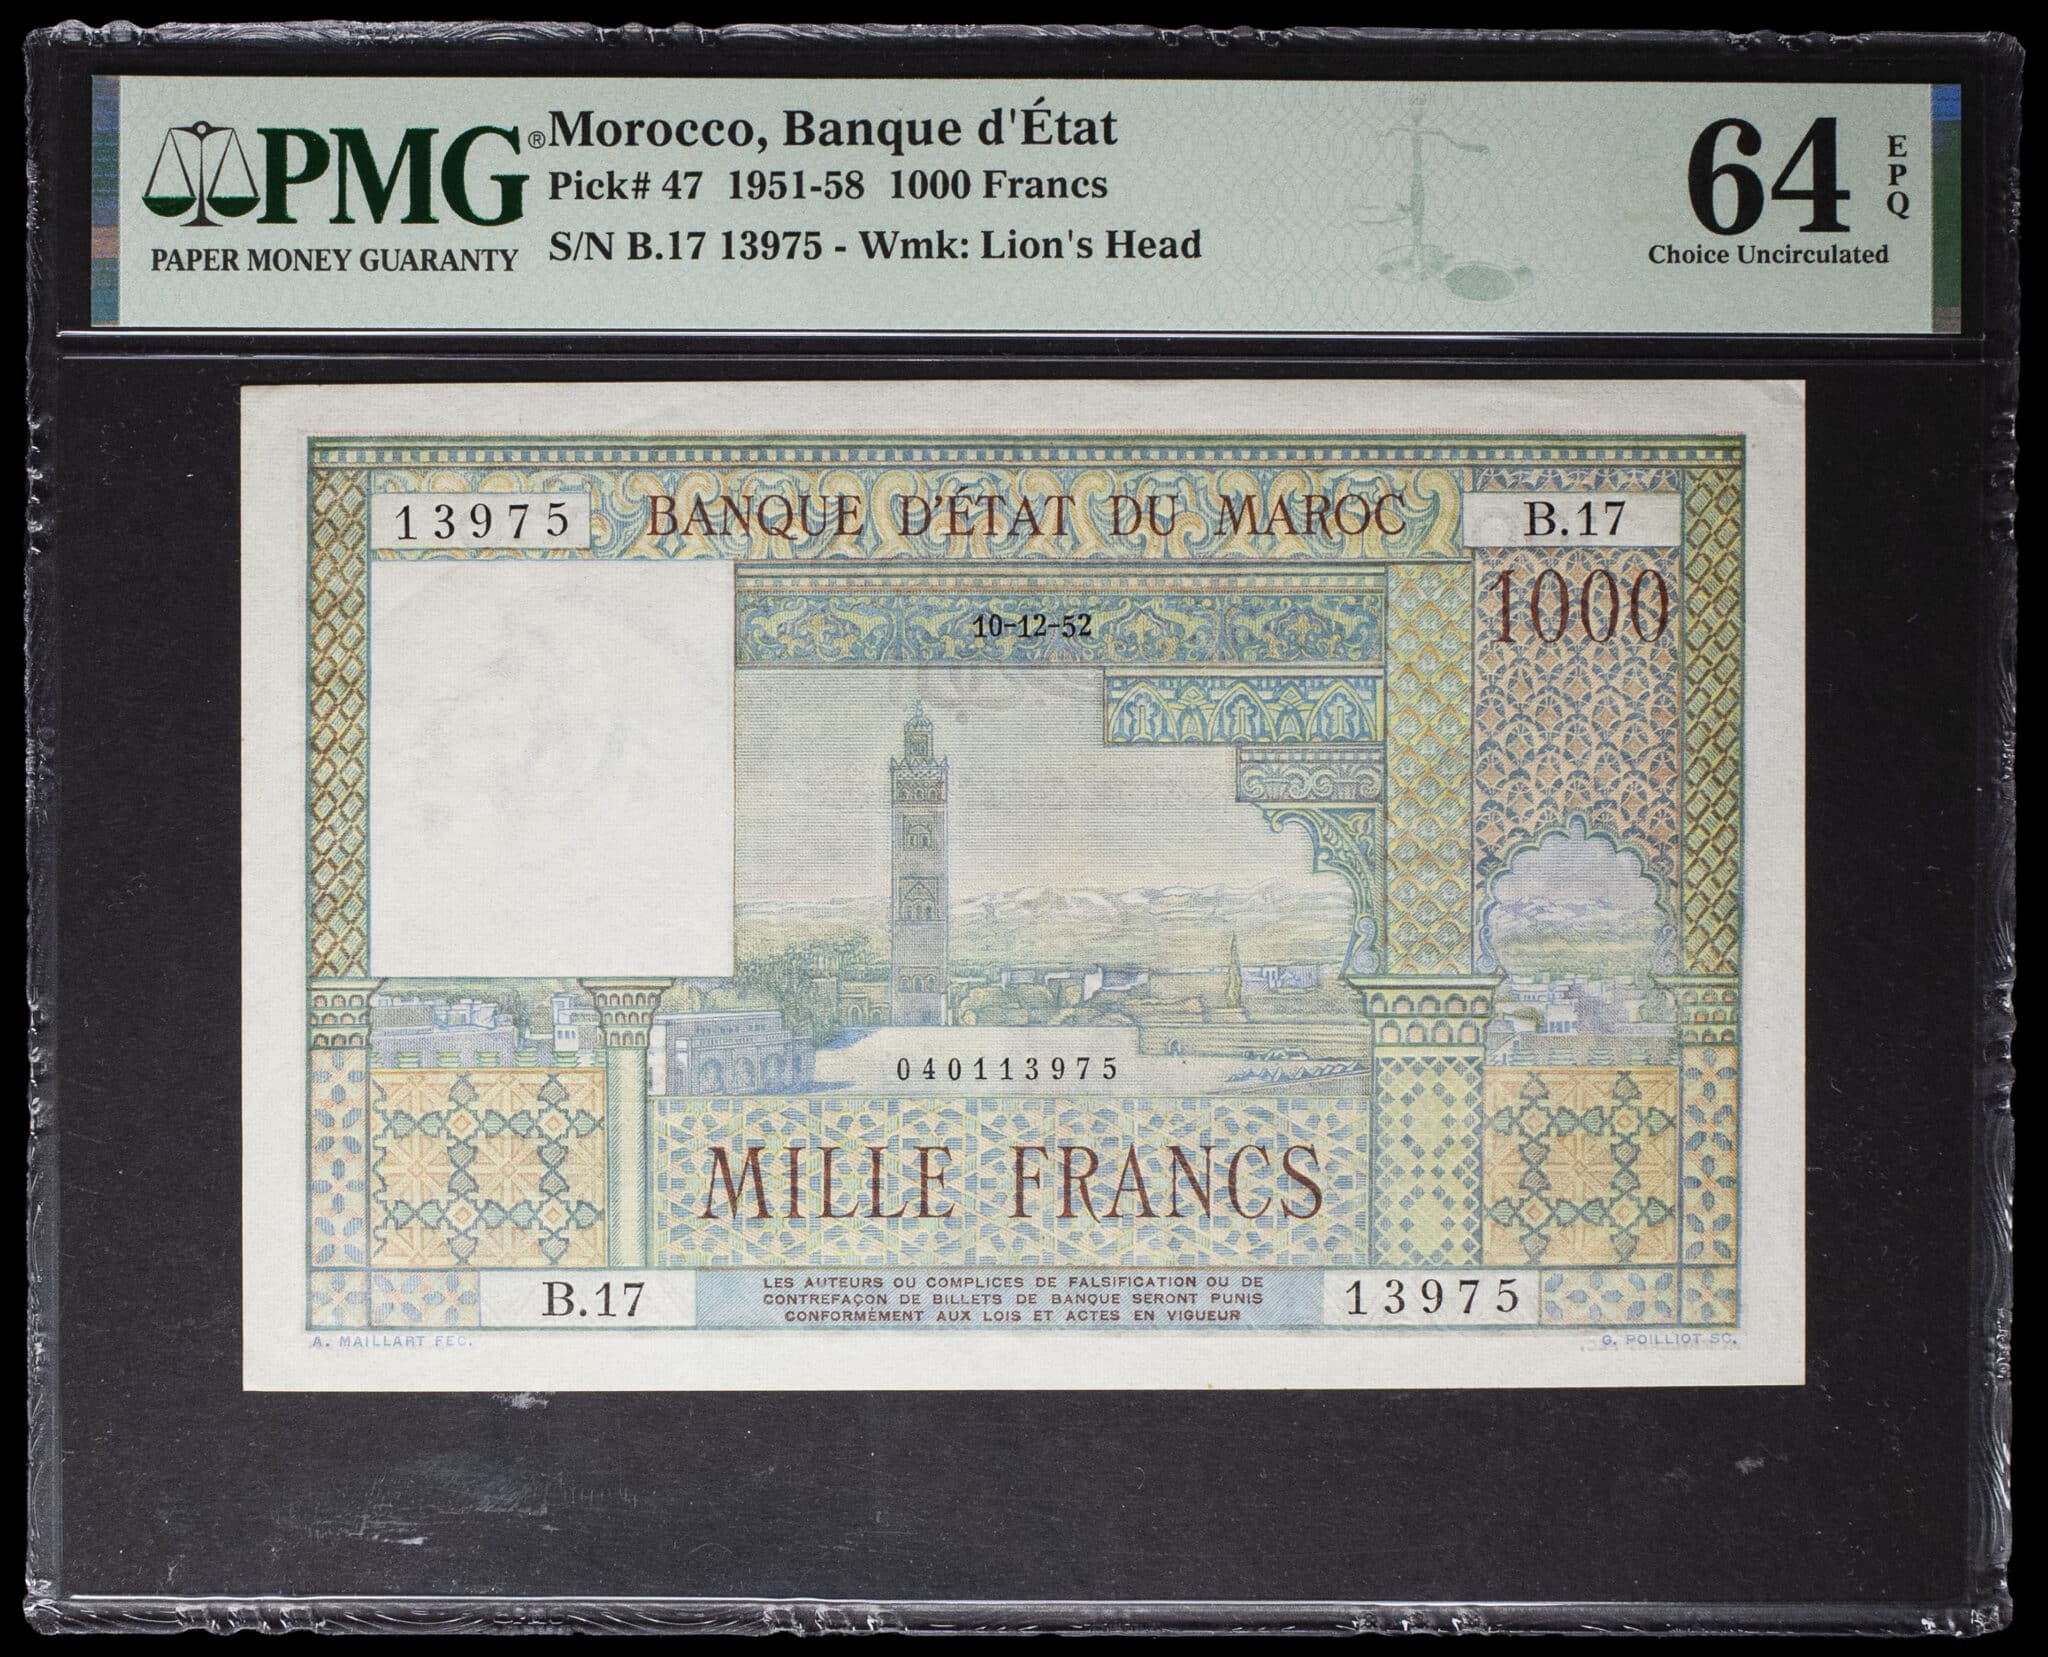 PMG®
PAPER MONEY GUARANTY
Morocco, Banque d'État
Pick# 47 1951-58 1000 Francs
S/N B.17 13975 - Wmk: Lion's Head
64
EPQ
Choice Uncirculated
13975
BANQUE D'ÉTAT DU MAROC
B.17
1000
10-12-52
040113975
MILLE FRANCS
B.17
LES AUTEURS OU COMPLICES DE FALSIFICATION OU DE
CONTREFAÇON DE BILLETS DE BANQUE SERONT PUNIS
CONFORMÉMENT AUX LOIS ET ACTES EN VIGUEUR
13975
A. MAILLART FEC.
G. POILLIOT SC.